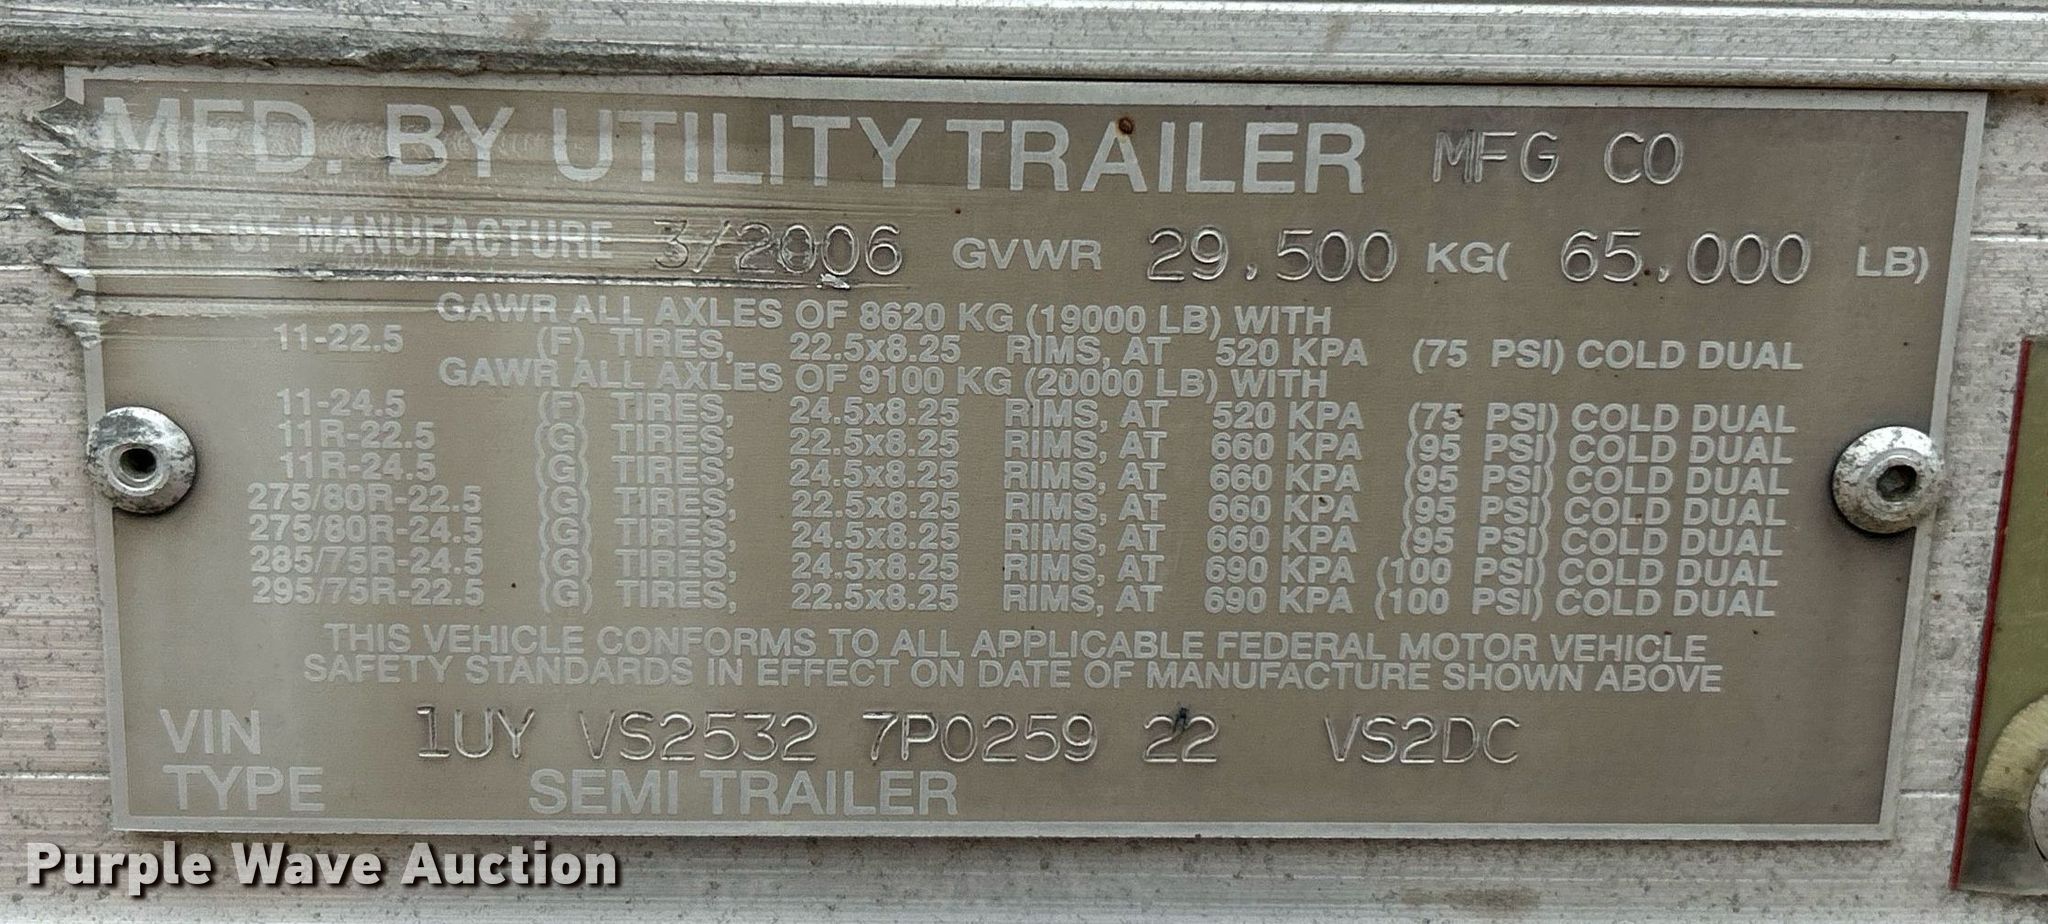 MFD. BY UTILITY TRAILER MFG CO
DATE OF MANUFACTURE 3/2006 GVWR 29,500 KG( 65,000 LB)
GAWR ALL AXLES OF 8620 KG (19000 LB) WITH
11-22.5 (F) TIRES, 22.5x8.25 RIMS, AT 520 KPA (75 PSI) COLD DUAL
GAWR ALL AXLES OF 9100 KG (20000 LB) WITH
11-24.5 (F) TIRES, 24.5x8.25 RIMS, AT 520 KPA (75 PSI) COLD DUAL
11R-22.5 (G) TIRES, 22.5x8.25 RIMS, AT 660 KPA (95 PSI) COLD DUAL
11R-24.5 (G) TIRES, 24.5x8.25 RIMS, AT 660 KPA (95 PSI) COLD DUAL
275/80R-22.5 (G) TIRES, 22.5x8.25 RIMS, AT 660 KPA (95 PSI) COLD DUAL
275/80R-24.5 (G) TIRES, 24.5x8.25 RIMS, AT 660 KPA (95 PSI) COLD DUAL
285/75R-24.5 (G) TIRES, 24.5x8.25 RIMS, AT 690 KPA (100 PSI) COLD DUAL
295/75R-22.5 (G) TIRES, 22.5x8.25 RIMS, AT 690 KPA (100 PSI) COLD DUAL
THIS VEHICLE CONFORMS TO ALL APPLICABLE FEDERAL MOTOR VEHICLE
SAFETY STANDARDS IN EFFECT ON DATE OF MANUFACTURE SHOWN ABOVE
VIN 1UY VS2532 7P0259 22 VS2DC
TYPE SEMI TRAILER
Purple Wave Auction